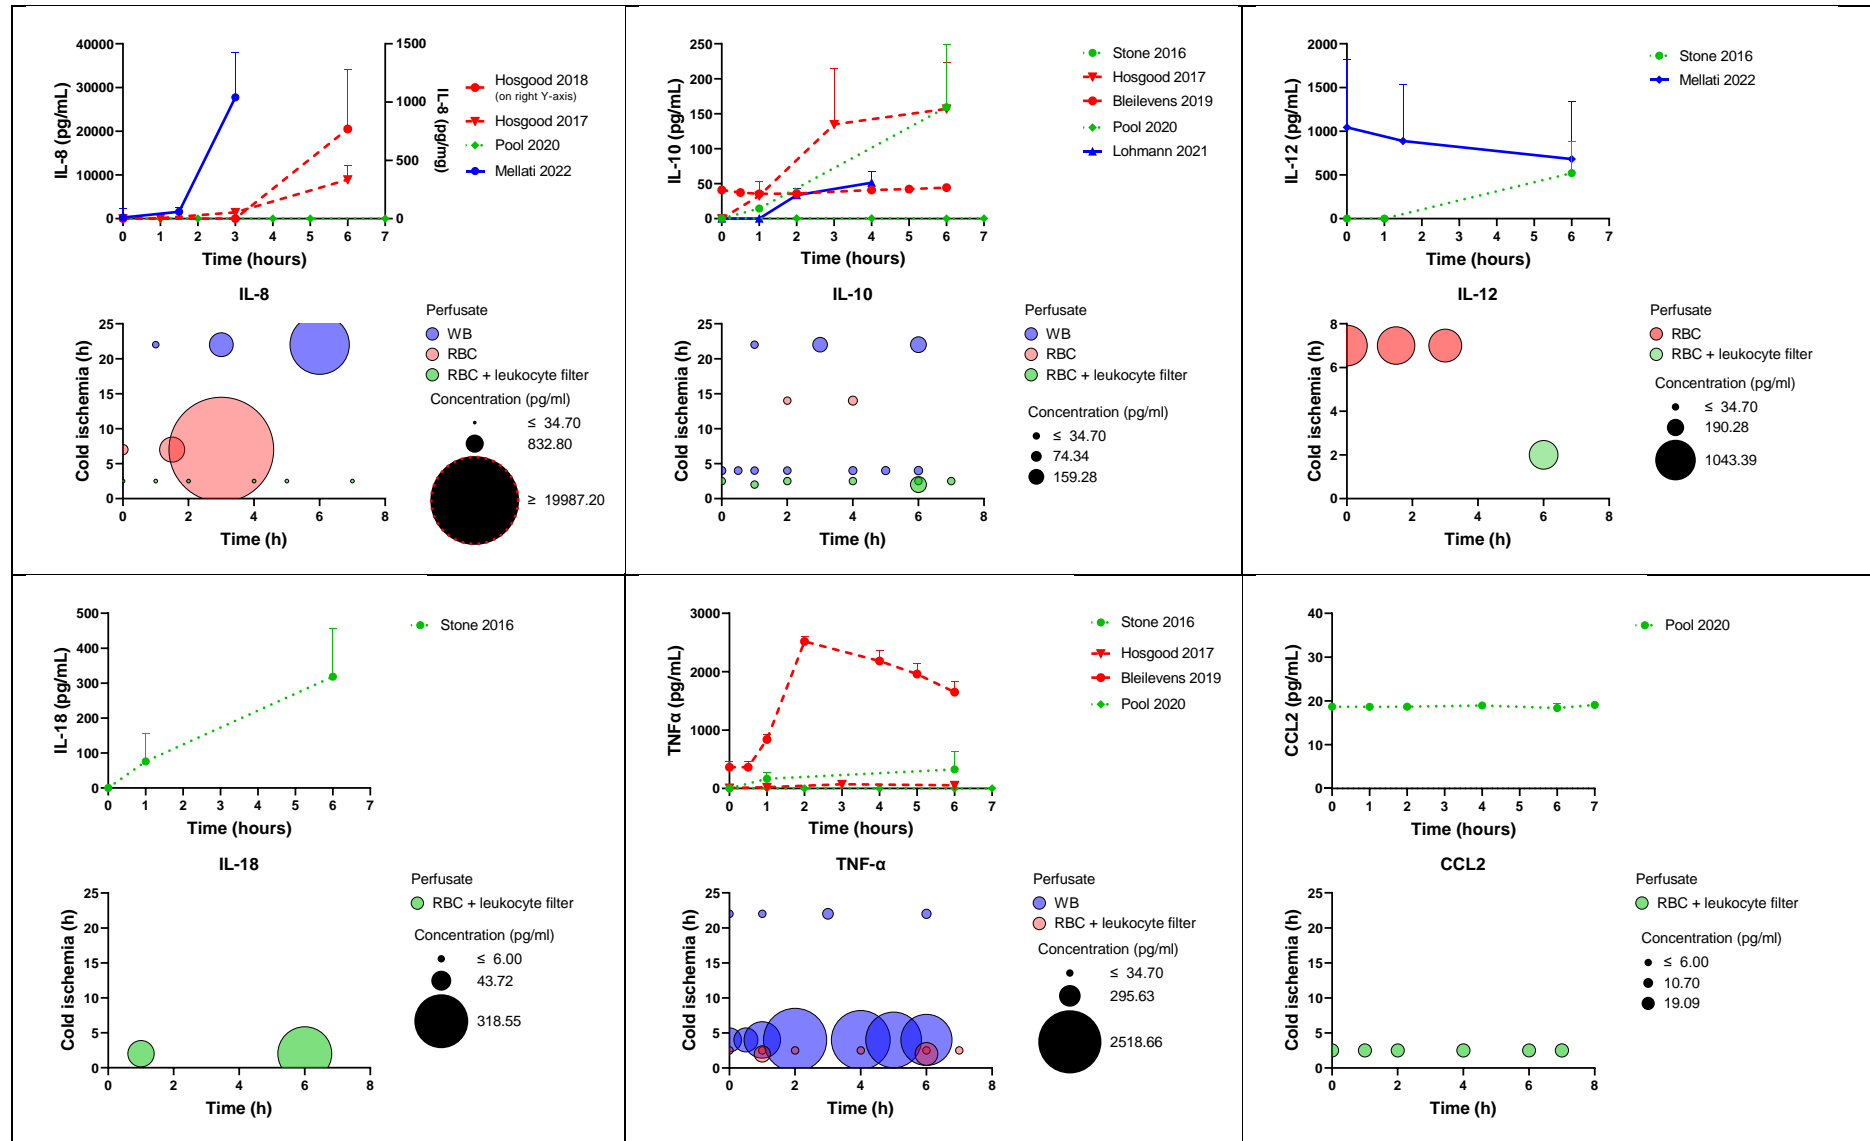 40000
30000
20000
10000
0
IL-8 (pg/mL)
1500
1000
500
0
IL-8 (pg/mg)
0 1 2 3 4 5 6 7
Time (hours)
Hosgood 2018
(on right Y-axis)
Hosgood 2017
Pool 2020
Mellati 2022
IL-8
25
20
15
10
5
0
Cold ischemia (h)
0 2 4 6 8
Time (h)
Perfusate
WB
RBC
RBC + leukocyte filter
Concentration (pg/ml)
≤ 34.70
832.80
≥ 19987.20
250
200
150
100
50
0
IL-10 (pg/mL)
0 1 2 3 4 5 6 7
Time (hours)
Stone 2016
Hosgood 2017
Bleilevens 2019
Pool 2020
Lohmann 2021
IL-10
25
20
15
10
5
0
Cold ischemia (h)
0 2 4 6 8
Time (h)
Perfusate
WB
RBC
RBC + leukocyte filter
Concentration (pg/ml)
≤ 34.70
74.34
159.28
2000
1500
1000
500
0
IL-12 (pg/mL)
0 1 2 3 4 5 6 7
Time (hours)
Stone 2016
Mellati 2022
IL-12
8
6
4
2
0
Cold ischemia (h)
0 2 4 6 8
Time (h)
Perfusate
RBC
RBC + leukocyte filter
Concentration (pg/ml)
≤ 34.70
190.28
1043.39
500
400
300
200
100
0
IL-18 (pg/mL)
0 1 2 3 4 5 6 7
Time (hours)
Stone 2016
IL-18
25
20
15
10
5
0
Cold ischemia (h)
0 2 4 6 8
Time (h)
Perfusate
RBC + leukocyte filter
Concentration (pg/ml)
≤ 6.00
43.72
318.55
3000
2000
1000
0
TNFα (pg/mL)
0 1 2 3 4 5 6 7
Time (hours)
Stone 2016
Hosgood 2017
Bleilevens 2019
Pool 2020
TNF-α
25
20
15
10
5
0
Cold ischemia (h)
0 2 4 6 8
Time (h)
Perfusate
WB
RBC + leukocyte filter
Concentration (pg/ml)
≤ 34.70
295.63
2518.66
40
30
20
10
0
CCL2 (pg/mL)
0 1 2 3 4 5 6 7
Time (hours)
Pool 2020
CCL2
25
20
15
10
5
0
Cold ischemia (h)
0 2 4 6 8
Time (h)
Perfusate
RBC + leukocyte filter
Concentration (pg/ml)
≤ 6.00
10.70
19.09